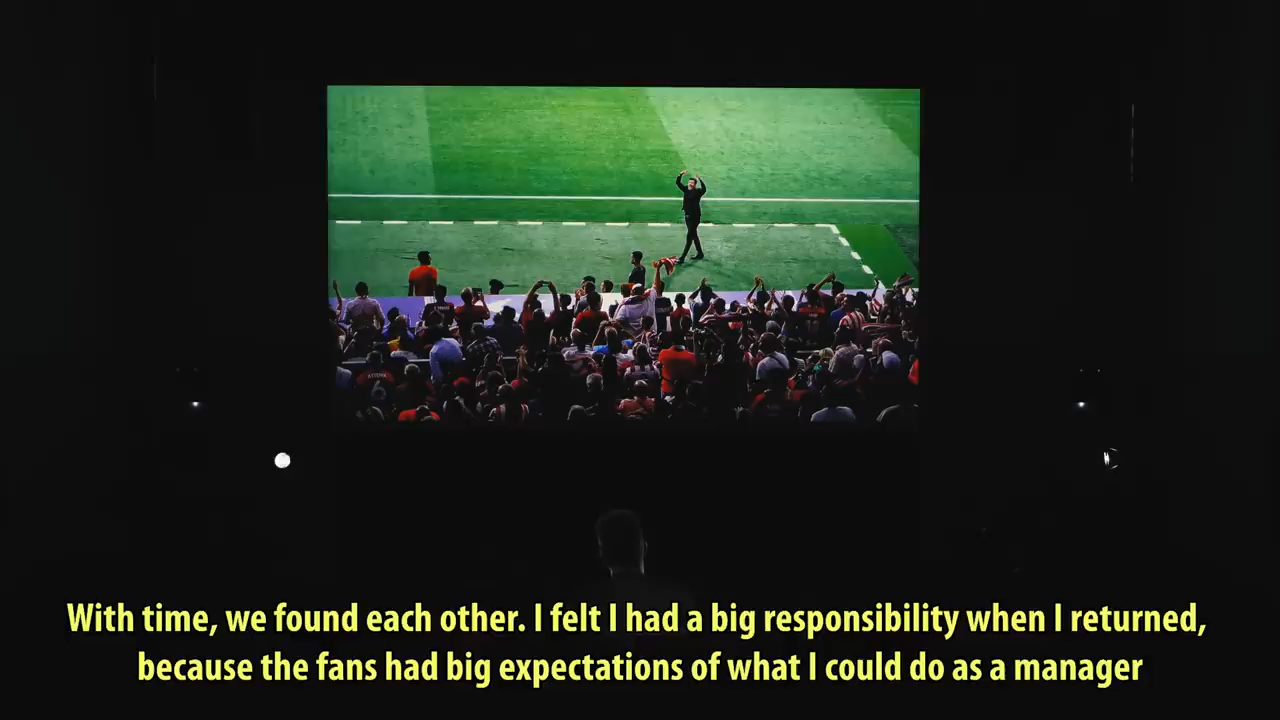 With time, we found each other. I felt I had a big responsibility when I returned,
because the fans had big expectations of what I could do as a manager